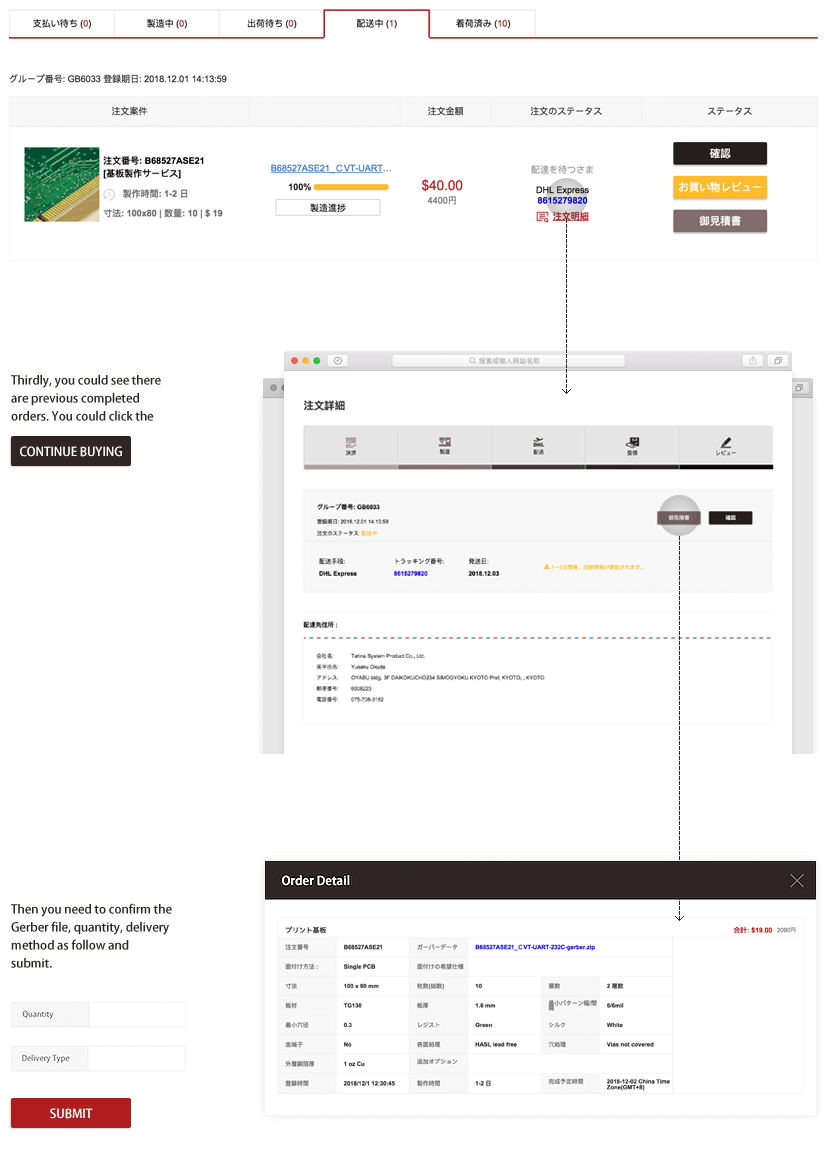 支払い待ち (0) 製造中 (0) 出荷待ち (0) 配送中 (1) 着荷済み (10)
グループ番号: GB6033 登録期日: 2018.12.01 14:13:59
注文案件 注文金額 注文のステータス ステータス
注文番号: B68527ASE21
[基板製作サービス]
製作時間: 1-2 日
寸法: 100x80 | 数量: 10 | $ 19
B68527ASE21_CVT-UART...
100%
製造進捗
$40.00
4400円
配達を待つさま
DHL Express
8615279820
注文明細
確認
お買い物レビュー
御見積書
Thirdly, you could see there
are previous completed
orders. You could click the
CONTINUE BUYING
搜索或输入网站名称
注文詳細
決済 製造 配送 受領 レビュー
グループ番号: GB6033
登録期日: 2018.12.01 14:13:59
注文のステータス: 配送中
御見積書 確認
配送手段: トラッキング番号: 発送日:
DHL Express 8615279820 2018.12.03
1~3日間後、追跡情報が更新されます。
配達先住所：
会社名: Tehns System Product Co., Ltd.
英字氏名: Yusaku Okuda
アドレス: OYABU bldg. 3F DAIKOKUCHO234 SIMOGYOKU KYOTO Pref, KYOTO, , KYOTO
郵便番号: 6008223
電話番号: 075-708-3162
Then you need to confirm the
Gerber file, quantity, delivery
method as follow and
submit.
Quantity
Delivery Type
SUBMIT
Order Detail
プリント基板 合計: $19.00 2090円
注文番号 B68527ASE21 ガーバーデータ B68527ASE21_CVT-UART-232C-gerber.zip
面付け方法： Single PCB 面付けの希望仕様
寸法 100 x 80 mm 枚数(総数) 10 層数 2 層数
板材 TG130 板厚 1.6 mm 最小パターン幅/間 6/6mil
最小穴径 0.3 レジスト Green シルク White
金端子 No 表面処理 HASL lead free 穴処理 Vias not covered
外層銅箔厚 1 oz Cu 追加オプション
登録時間 2018/12/1 12:30:45 製作時間 1-2 日 完成予定時間 2018-12-02 China Time
Zone(GMT+8)